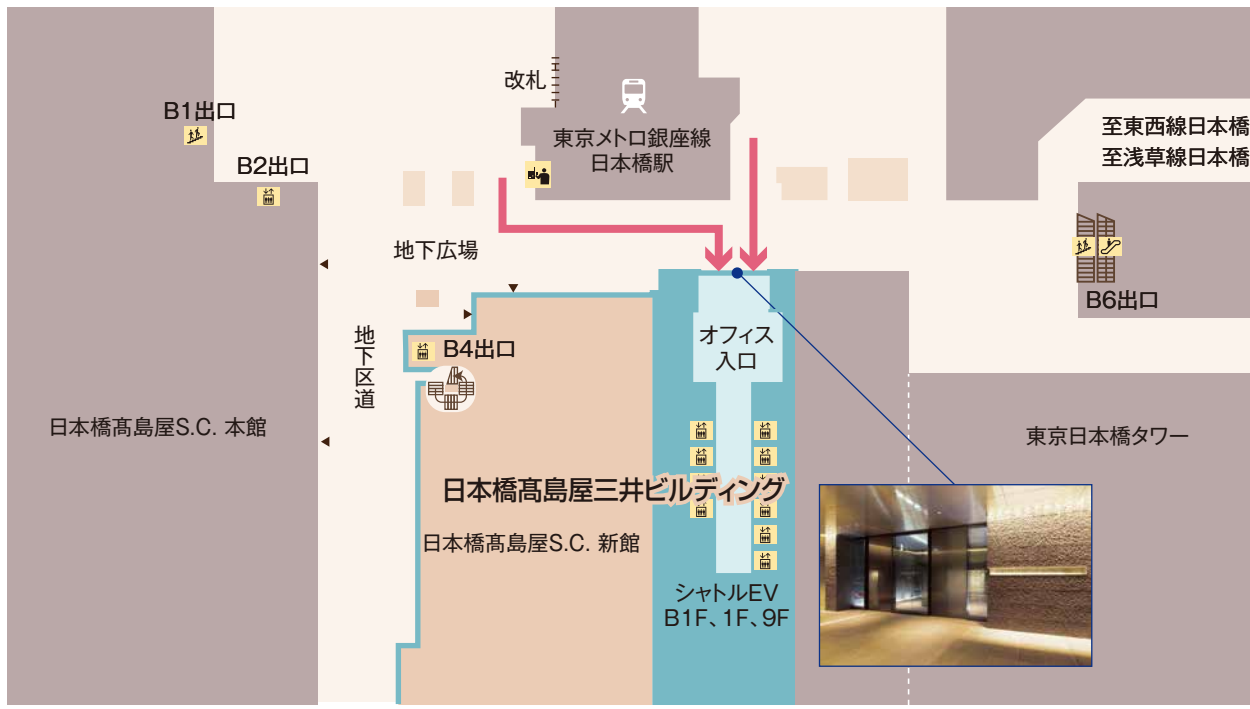 改札
B1出口
東京メトロ銀座線
日本橋駅
至東西線日本橋
至浅草線日本橋
B2出口
地下広場
B6出口
オフィス
入口
地下区道
B4出口
日本橋髙島屋S.C. 本館
東京日本橋タワー
日本橋髙島屋三井ビルディング
日本橋髙島屋S.C. 新館
シャトルEV
B1F、1F、9F